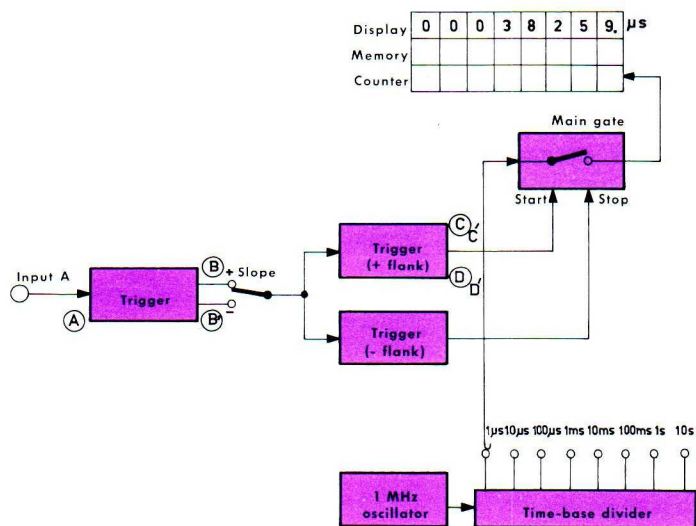 Display 0 0 0 3 8 2 5 9. µs
Memory
Counter
Main gate
Start Stop
C C'
Trigger
(+ flank)
D D'
Input A
A
Trigger
B + Slope
B' -
Trigger
(- flank)
1µs 10µs 100µs 1ms 10ms 100ms 1s 10s
1 MHz
oscillator
Time-base divider